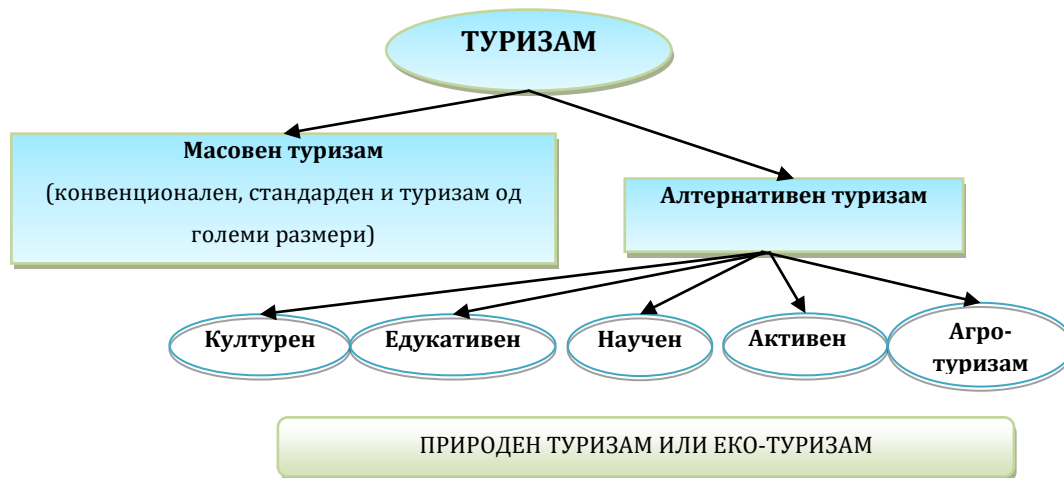 ТУРИЗАМ
Масовен туризам
(конвенционален, стандарден и туризам од
големи размери)
Алтернативен туризам
Културен
Едукативен
Научен
Активен
Агро-
туризам
ПРИРОДЕН ТУРИЗАМ ИЛИ ЕКО-ТУРИЗАМ